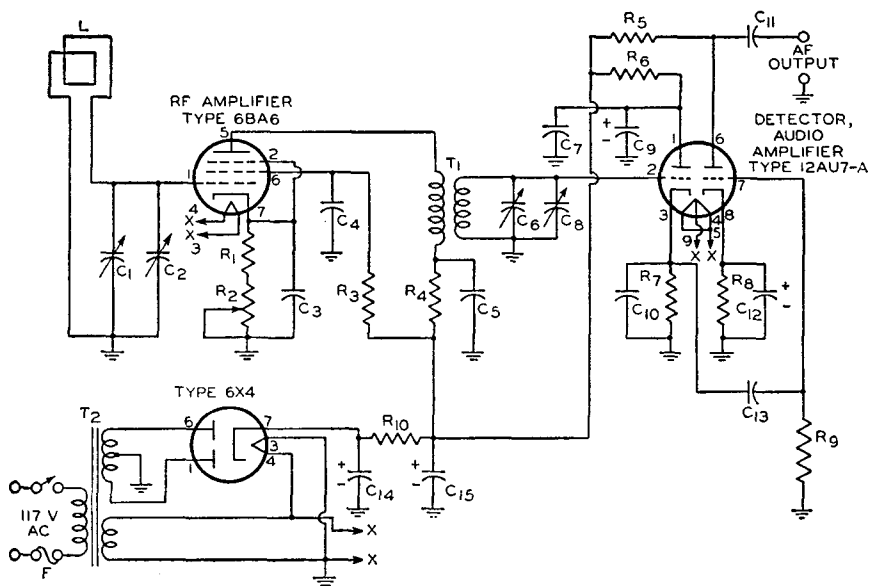 L
RF AMPLIFIER
TYPE 6BA6
5
2
6
1
4
X
X
3
7
C1
C2
R1
R2
C3
C4
R3
R4
C5
T1
C6
C8
R5
R6
C7
+
-
C9
C11
AF
OUTPUT
DETECTOR,
AUDIO
AMPLIFIER
TYPE 12AU7-A
1
6
2
7
3
4
8
5
9
X
X
R7
C10
R8
C12
+
-
C13
R9
TYPE 6X4
T2
6
7
3
4
1
R10
+
-
C14
+
-
C15
117 V
AC
F
X
X